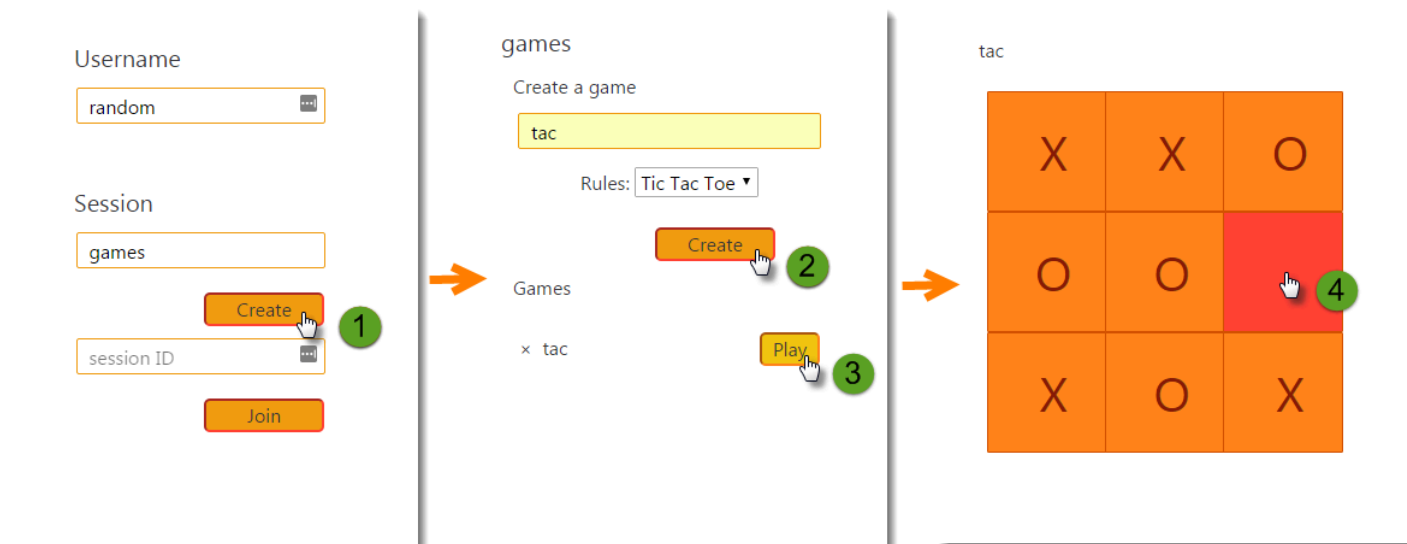 Username
random
Session
games
Create
1
session ID
Join
games
Create a game
tac
Rules: Tic Tac Toe
Create
2
Games
× tac Play
3
tac
X X O
O O 4
X O X